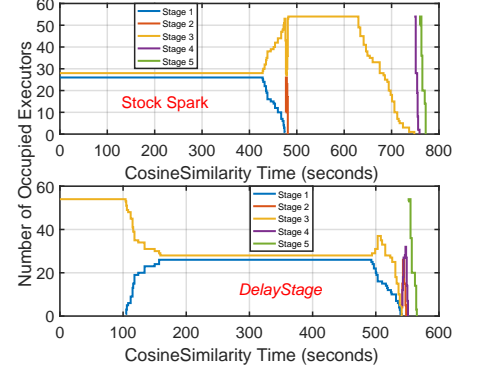 Number of Occupied Executors
60
50
40
30
20
10
0
Stage 1
Stage 2
Stage 3
Stage 4
Stage 5
Stock Spark
0 100 200 300 400 500 600 700 800
CosineSimilarity Time (seconds)
60
40
20
0
Stage 1
Stage 2
Stage 3
Stage 4
Stage 5
DelayStage
0 100 200 300 400 500 600
CosineSimilarity Time (seconds)